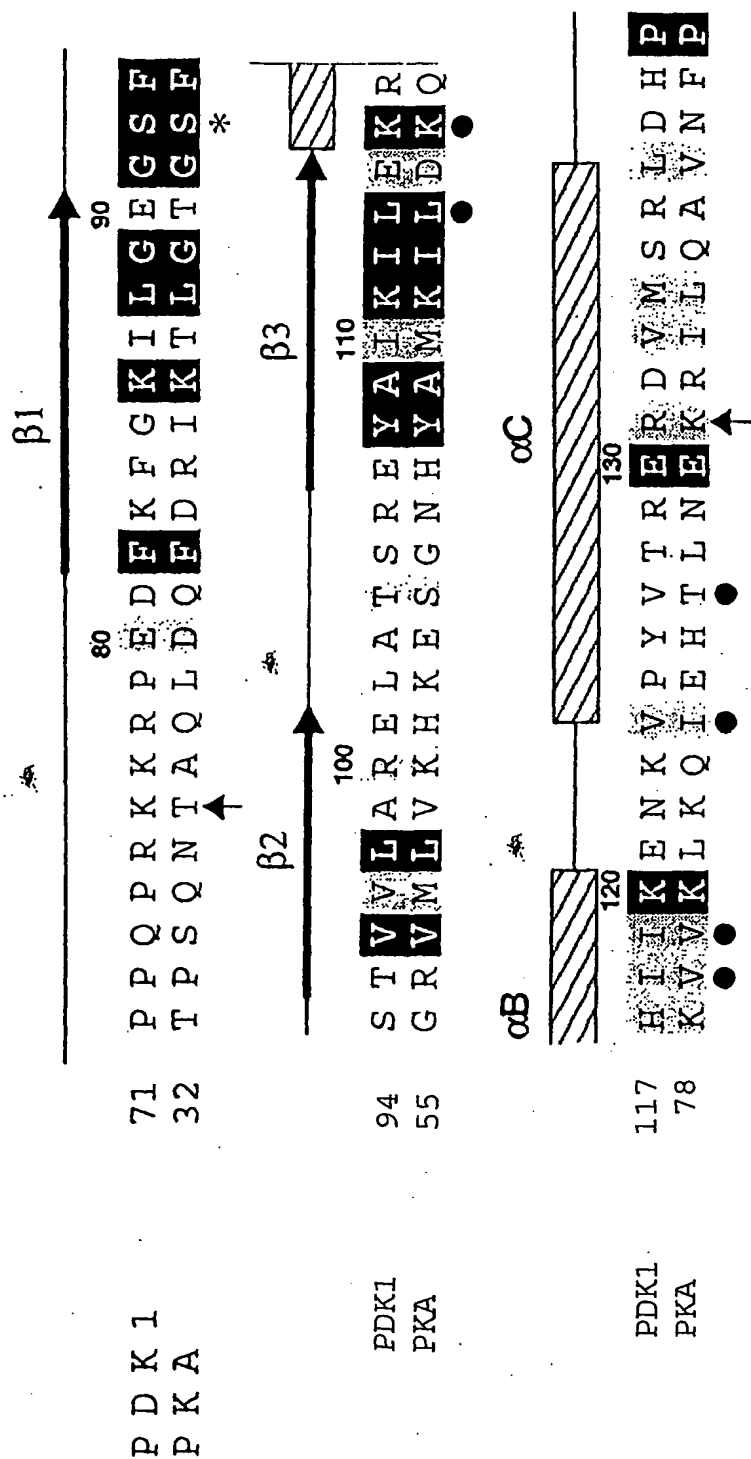 β1
80 90
PDK1 71 P P Q P R K K R P E D F K F G K I L G E G S F
PKA 32 T P S Q N T A Q L D Q F D R I K T L G T G S F
*
β2 β3
100 110
PDK1 94 S T V V L A R E L A T S R E Y A I K I L E K R
PKA 55 G R V M L V K H K E S G N H Y A M K I L D K Q
αB αC
120 130
PDK1 117 H I I K E N K V P Y V T R E R D V M S R L D H P
PKA 78 K V V K L K Q I E H T L N E K R I L Q A V N F P